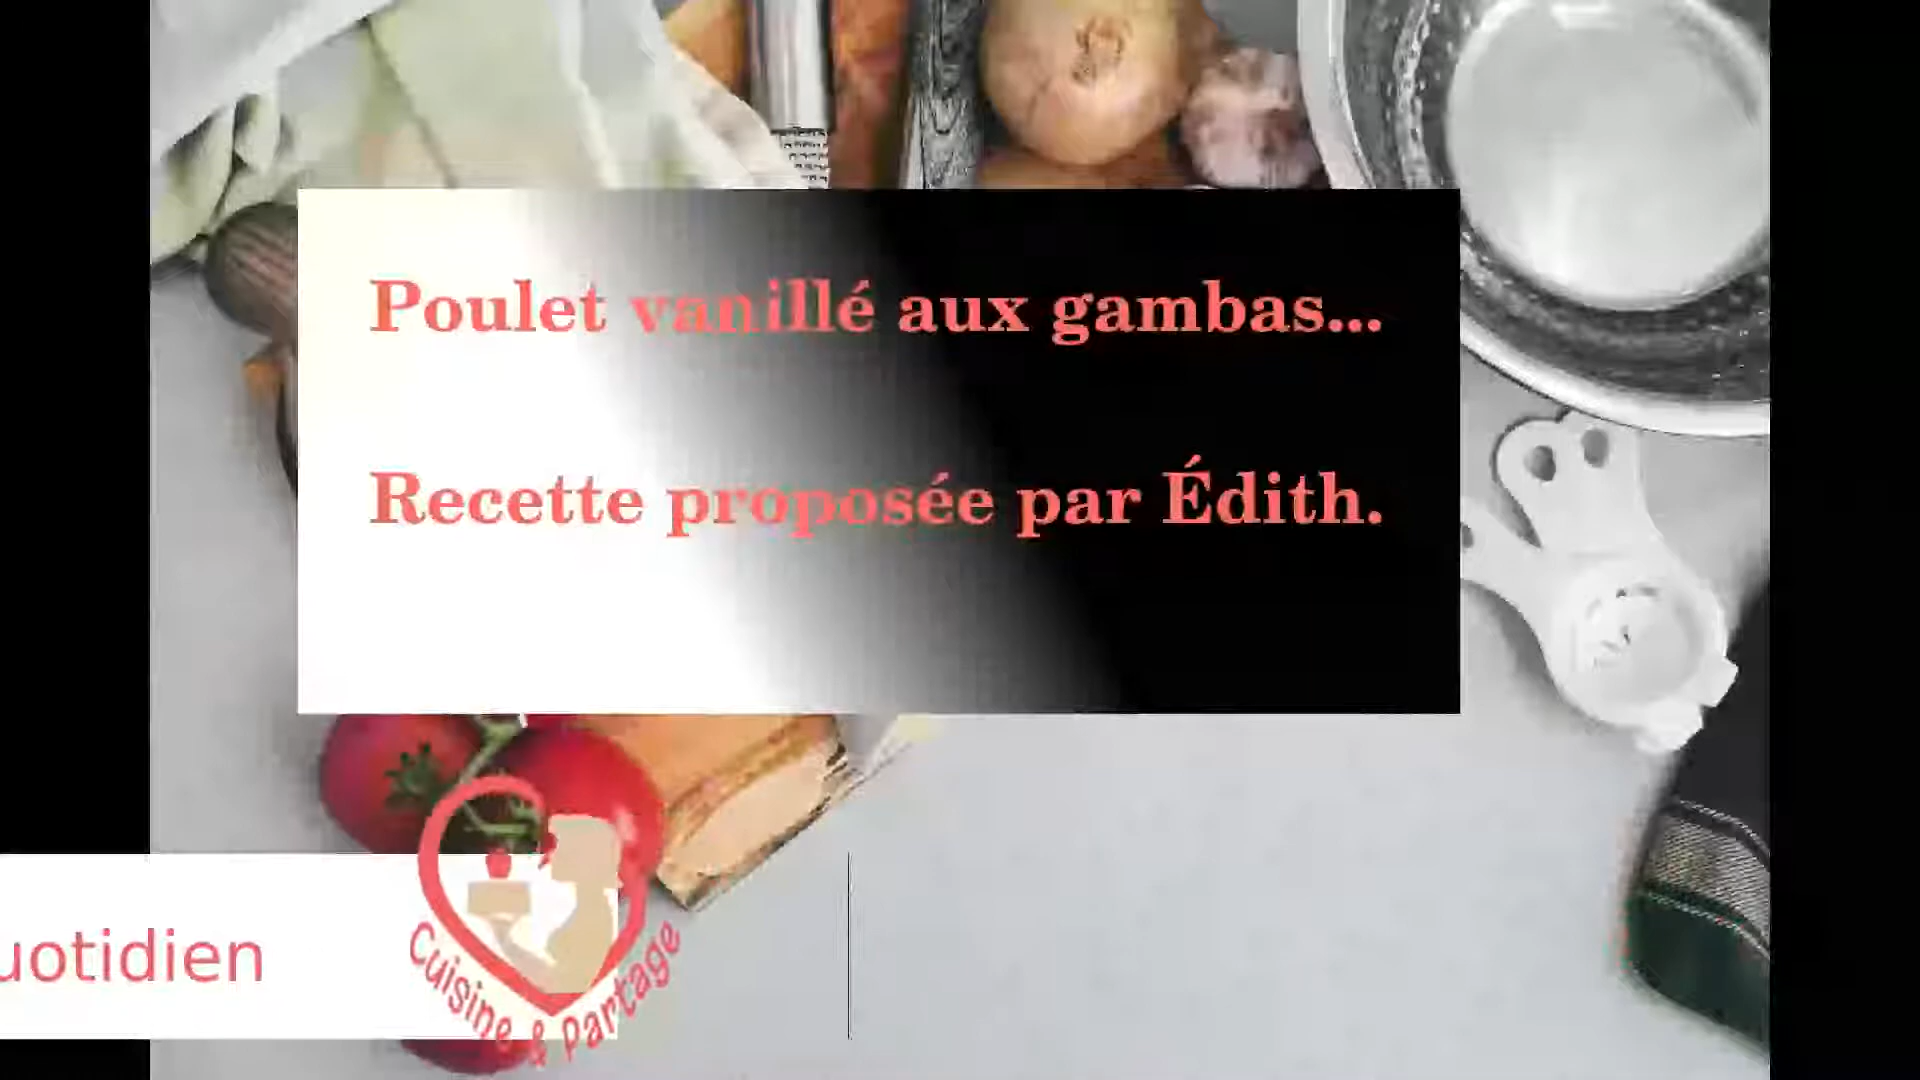 Poulet vanillé aux gambas...
Recette proposée par Édith.
uotidien
Cuisine & Partage